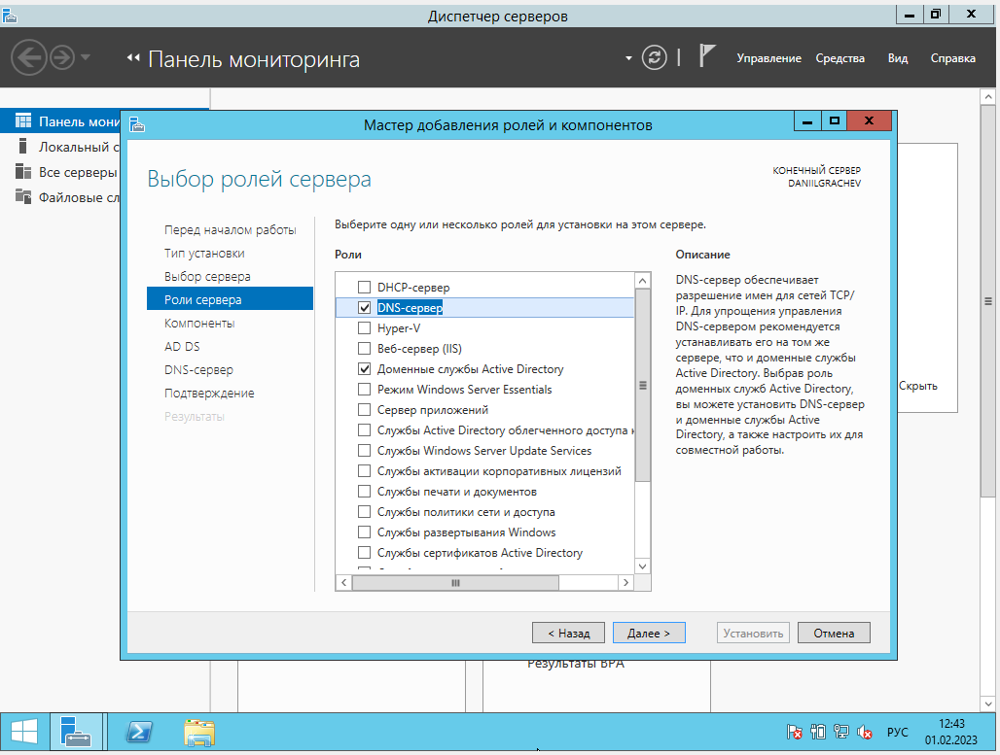 Диспетчер серверов
Панель мониторинга
Управление
Средства
Вид
Справка
Панель мони
Локальный с
Все серверы
Файловые сл
Мастер добавления ролей и компонентов
Выбор ролей сервера
КОНЕЧНЫЙ СЕРВЕР
DANIILGRACHEV
Перед началом работы
Тип установки
Выбор сервера
Роли сервера
Компоненты
AD DS
DNS-сервер
Подтверждение
Результаты
Выберите одну или несколько ролей для установки на этом сервере.
Роли
DHCP-сервер
DNS-сервер
Hyper-V
Веб-сервер (IIS)
Доменные службы Active Directory
Режим Windows Server Essentials
Сервер приложений
Службы Active Directory облегченного доступа
Службы Windows Server Update Services
Службы активации корпоративных лицензий
Службы печати и документов
Службы политики сети и доступа
Службы развертывания Windows
Службы сертификатов Active Directory
Описание
DNS-сервер обеспечивает
разрешение имен для сетей TCP/
IP. Для упрощения управления
DNS-сервером рекомендуется
устанавливать его на том же
сервере, что и доменные службы
Active Directory. Выбрав роль
доменных служб Active Directory,
вы можете установить DNS-сервер
и доменные службы Active
Directory, а также настроить их для
совместной работы.
Скрыть
< Назад
Далее >
Установить
Отмена
Результаты BPA
РУС
12:43
01.02.2023